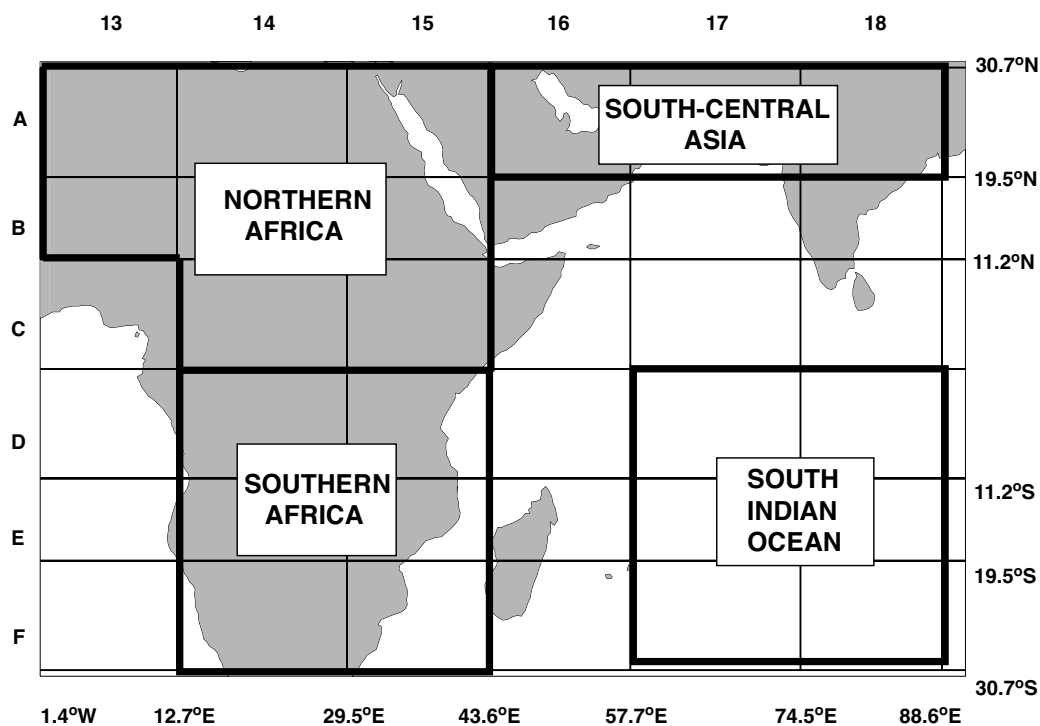 13 14 15 16 17 18
30.7°N
A
SOUTH-CENTRAL
ASIA
19.5°N
B
NORTHERN
AFRICA
11.2°N
C
D
SOUTHERN
AFRICA
SOUTH
INDIAN
OCEAN
11.2°S
E
19.5°S
F
30.7°S
1.4°W 12.7°E 29.5°E 43.6°E 57.7°E 74.5°E 88.6°E